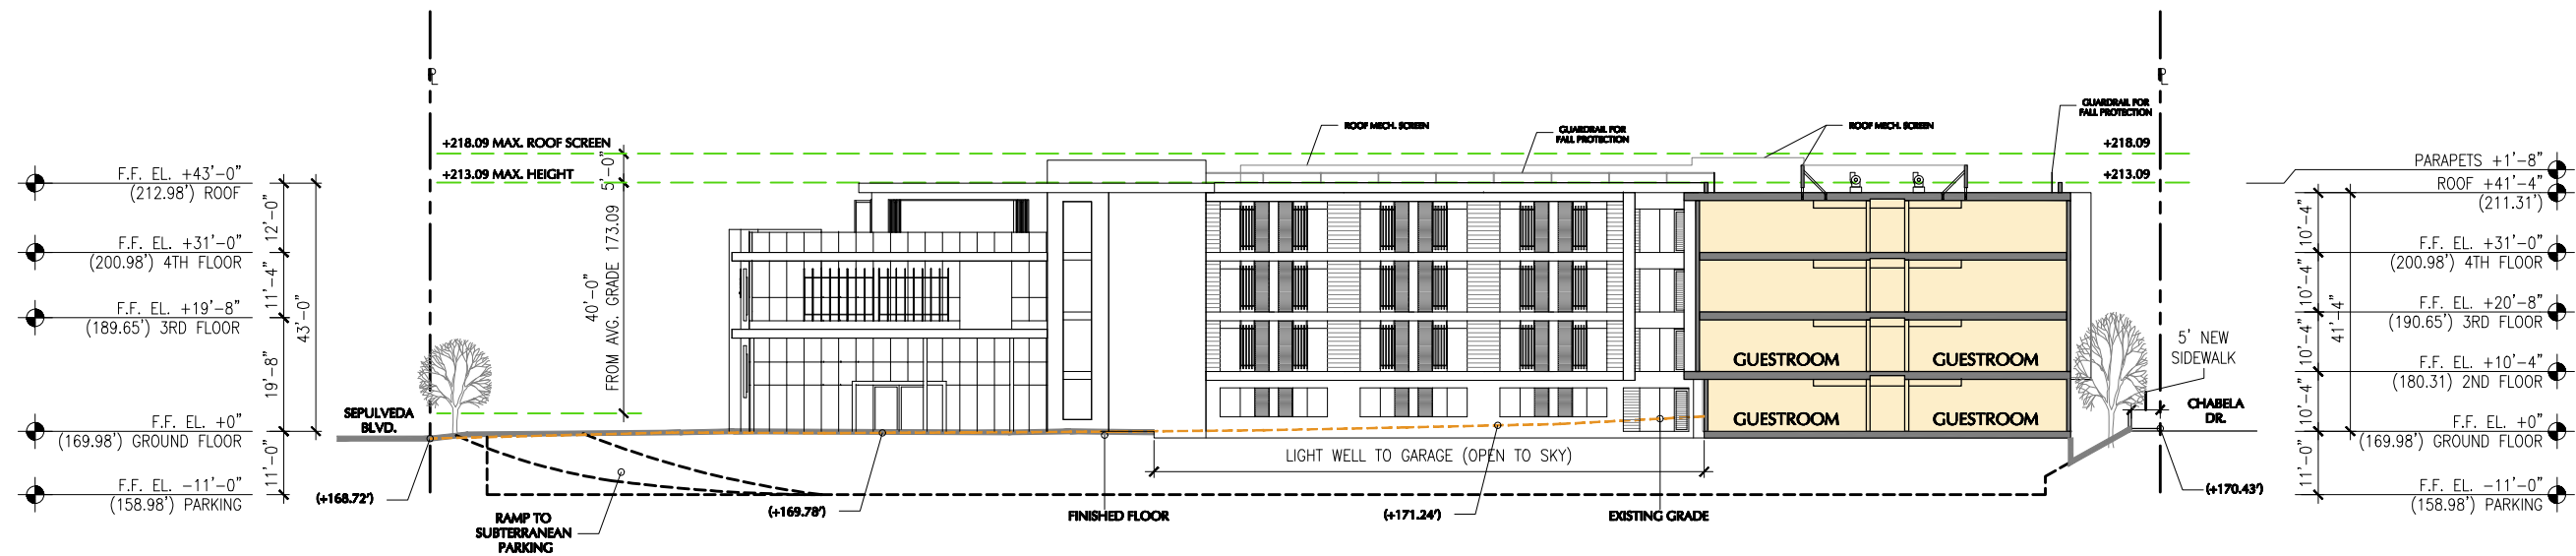 PL
PL
GUARDRAIL FOR
FALL PROTECTION
ROOF MECH. SCREEN
GUARDRAIL FOR
FALL PROTECTION
ROOF MECH. SCREEN
+218.09 MAX. ROOF SCREEN
+218.09
+213.09 MAX. HEIGHT
+213.09
5'-0"
40'-0"
FROM AVG. GRADE 173.09
F.F. EL. +43'-0"
(212.98') ROOF
F.F. EL. +31'-0"
(200.98') 4TH FLOOR
F.F. EL. +19'-8"
(189.65') 3RD FLOOR
F.F. EL. +0"
(169.98') GROUND FLOOR
F.F. EL. -11'-0"
(158.98') PARKING
12'-0"
11'-4"
19'-8"
11'-0"
43'-0"
SEPULVEDA
BLVD.
(+168.72')
RAMP TO
SUBTERRANEAN
PARKING
(+169.78')
FINISHED FLOOR
LIGHT WELL TO GARAGE (OPEN TO SKY)
(+171.24')
EXISTING GRADE
GUESTROOM
GUESTROOM
GUESTROOM
GUESTROOM
5' NEW
SIDEWALK
CHABELA
DR.
(+170.43')
10'-4"
10'-4"
10'-4"
10'-4"
11'-0"
41'-4"
PARAPETS +1'-8"
ROOF +41'-4"
(211.31')
F.F. EL. +31'-0"
(200.98') 4TH FLOOR
F.F. EL. +20'-8"
(190.65') 3RD FLOOR
F.F. EL. +10'-4"
(180.31) 2ND FLOOR
F.F. EL. +0"
(169.98') GROUND FLOOR
F.F. EL. -11'-0"
(158.98') PARKING